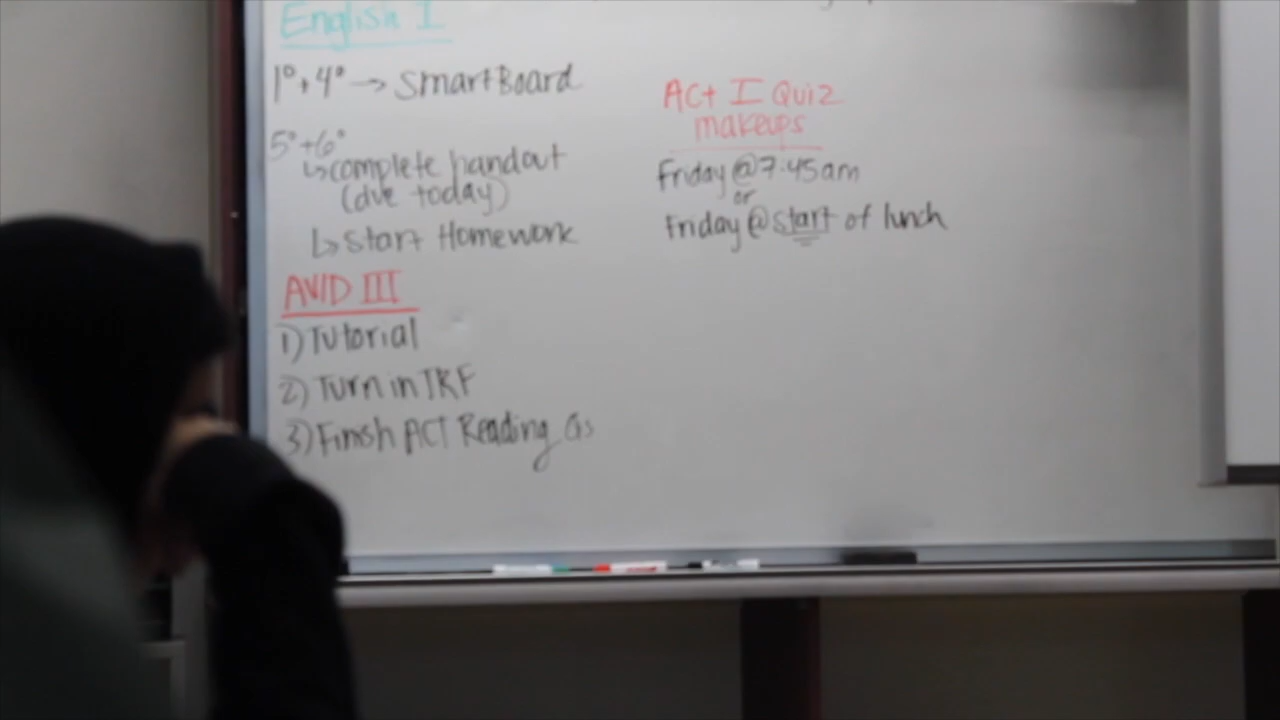 English I
1° + 4° → SmartBoard
5° + 6°
↳ complete handout
(due today)
↳ Start Homework
AVID III
1) Tutorial
2) Turn in TRF
3) Finish ACT Reading Qs
Act I Quiz
makeups
Friday @ 7:45am
or
Friday @ start of lunch